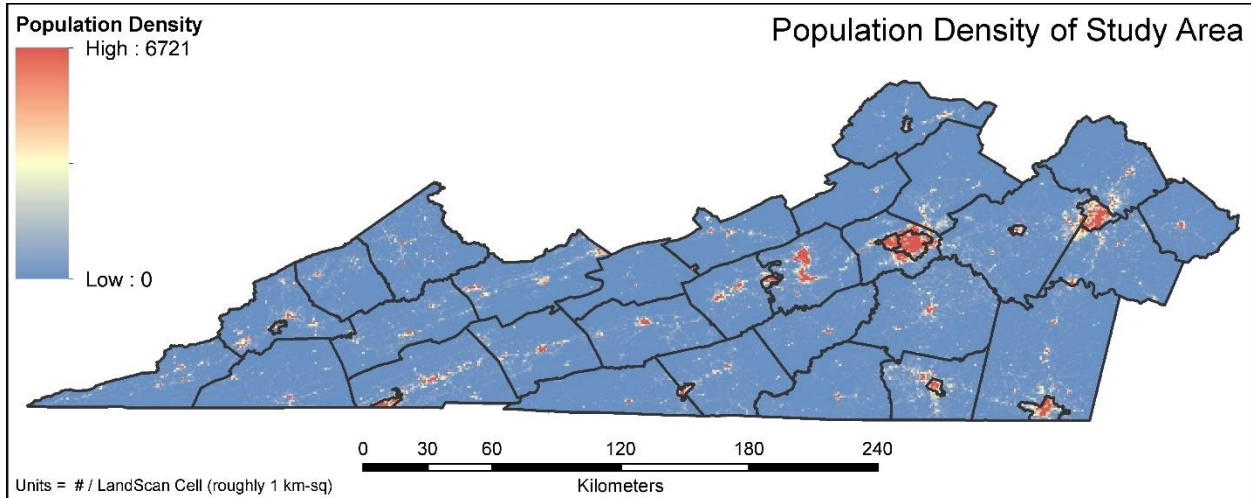 Population Density
High : 6721
Low : 0
Population Density of Study Area
0 30 60 120 180 240
Kilometers
Units = # / LandScan Cell (roughly 1 km-sq)